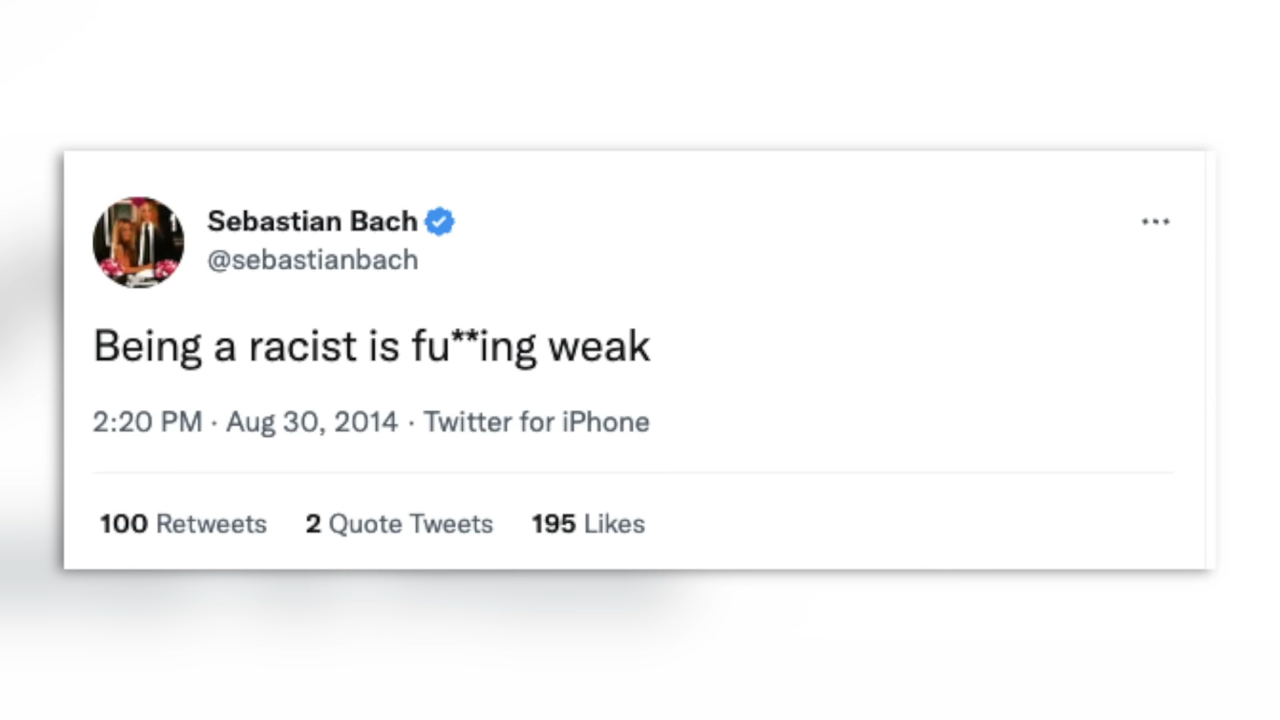 Sebastian Bach
@sebastianbach
Being a racist is fu**ing weak
2:20 PM · Aug 30, 2014 · Twitter for iPhone
100 Retweets 2 Quote Tweets 195 Likes